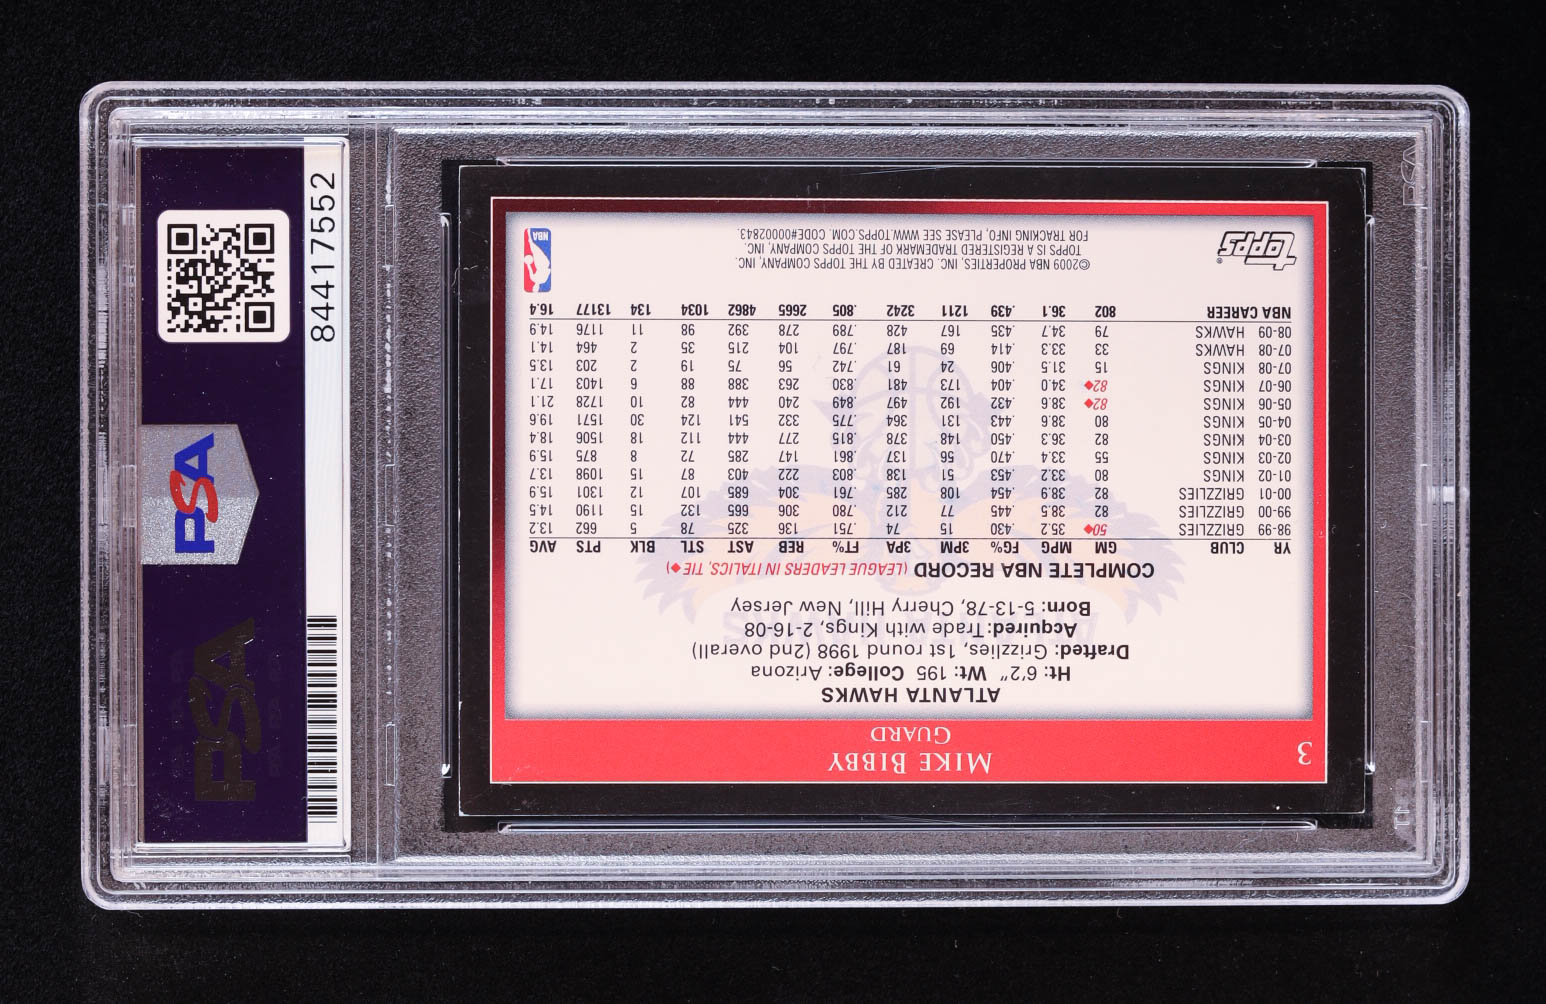 84417552
PSA
PSA
3
MIKE BIBBY
GUARD
ATLANTA HAWKS
Ht: 6'2" Wt: 195 College: Arizona
Drafted: Grizzlies, 1st round 1998 (2nd overall)
Acquired: Trade with Kings, 2-16-08
Born: 5-13-78, Cherry Hill, New Jersey
COMPLETE NBA RECORD (LEAGUE LEADERS IN ITALICS, TIE ◆)
YR CLUB GM MPG FG% 3PM 3PA FT% REB AST STL BLK PTS AVG
98-99 GRIZZLIES 50◆ 35.2 .430 15 74 .751 136 325 78 5 662 13.2
99-00 GRIZZLIES 82 38.5 .445 77 212 .780 306 665 132 15 1190 14.5
00-01 GRIZZLIES 82 38.9 .454 108 285 .761 304 685 107 12 1301 15.9
01-02 KINGS 80 33.2 .453 51 138 .803 222 403 87 15 1098 13.7
02-03 KINGS 55 33.4 .470 56 137 .861 147 285 72 8 875 15.9
03-04 KINGS 82 36.3 .450 148 378 .815 277 444 112 18 1506 18.4
04-05 KINGS 80 38.6 .443 131 364 .775 332 541 124 30 1571 19.6
05-06 KINGS 82◆ 38.6 .432 192 497 .849 240 444 82 10 1728 21.1
06-07 KINGS 82◆ 34.0 .404 173 481 .830 263 388 88 6 1403 17.1
07-08 KINGS 15 31.5 .406 24 61 .742 56 75 19 2 203 13.5
07-08 HAWKS 33 33.3 .414 69 187 .797 104 215 35 2 464 14.1
08-09 HAWKS 79 34.7 .435 167 428 .789 278 392 98 11 1176 14.9
NBA CAREER 802 36.1 .439 1211 3242 .805 2665 4862 1034 134 13177 16.4
Topps®
©2009 NBA PROPERTIES, INC. CREATED BY THE TOPPS COMPANY, INC.
TOPPS IS A REGISTERED TRADEMARK OF THE TOPPS COMPANY, INC.
FOR TRACKING INFO, PLEASE SEE WWW.TOPPS.COM. CODE#00002843.
NBA